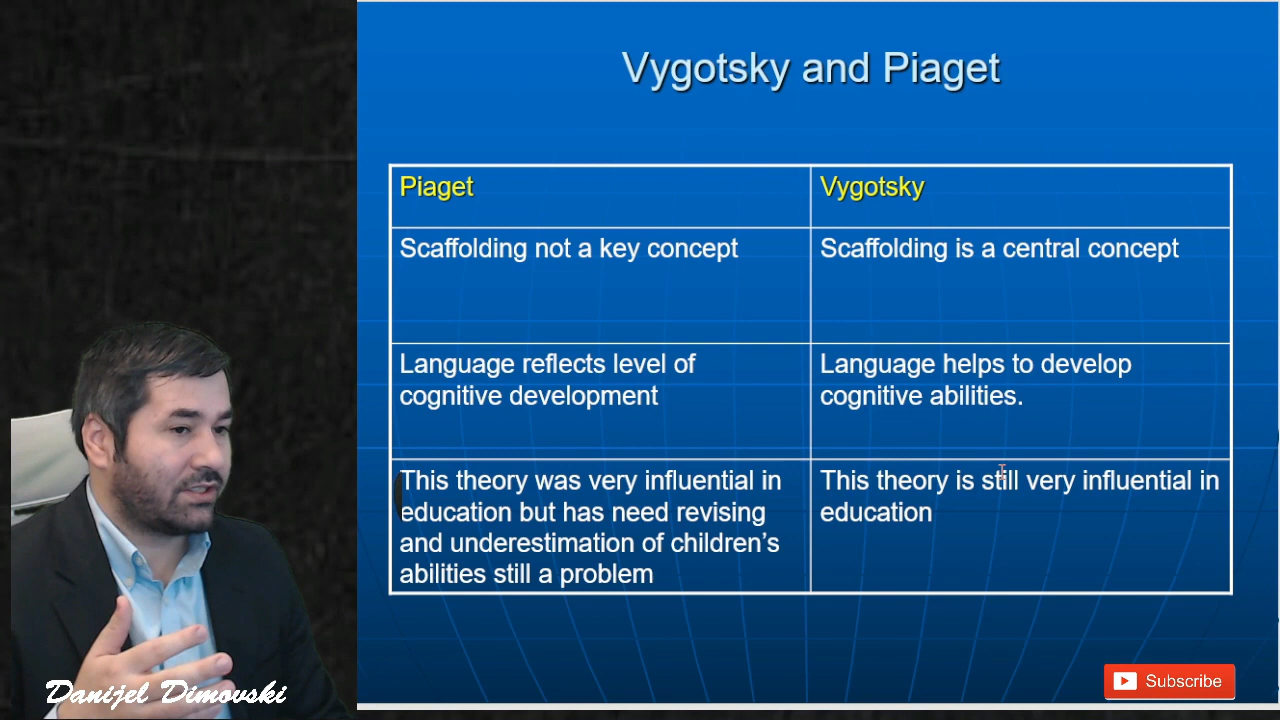 Vygotsky and Piaget
Piaget
Vygotsky
Scaffolding not a key concept
Scaffolding is a central concept
Language reflects level of
cognitive development
Language helps to develop
cognitive abilities.
This theory was very influential in
education but has need revising
and underestimation of children's
abilities still a problem
This theory is still very influential in
education
Danijel Dimovski
Subscribe